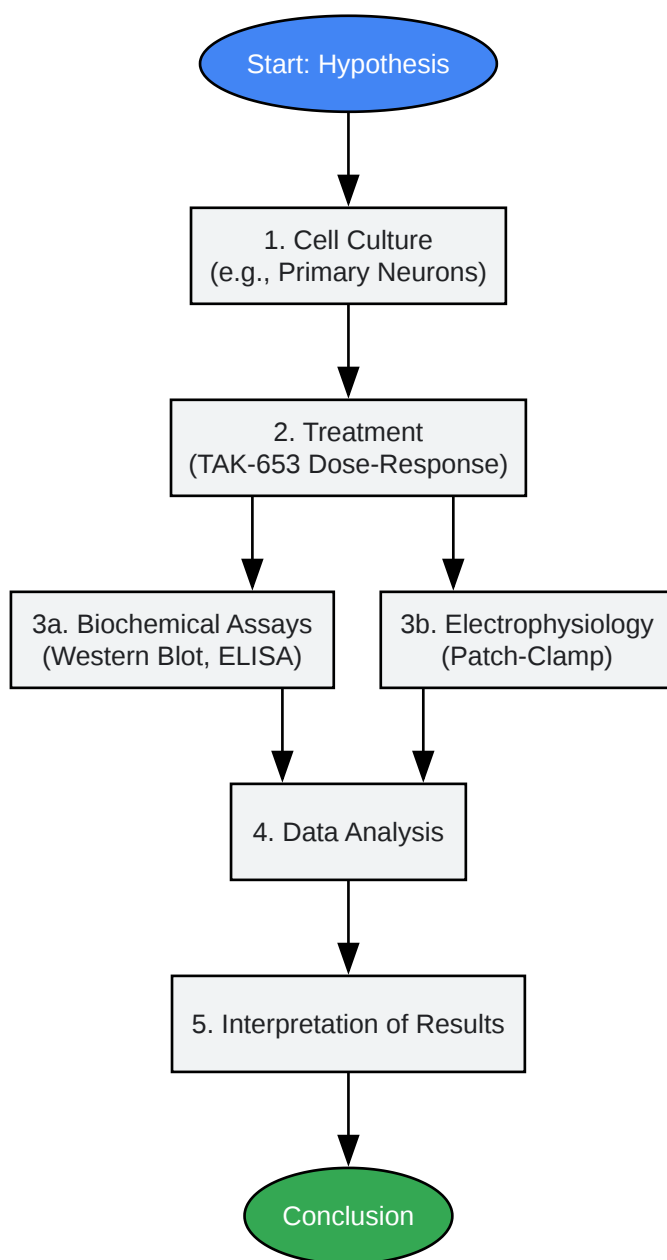 Start: Hypothesis
1. Cell Culture
(e.g., Primary Neurons)
2. Treatment
(TAK-653 Dose-Response)
3a. Biochemical Assays
(Western Blot, ELISA)
3b. Electrophysiology
(Patch-Clamp)
4. Data Analysis
5. Interpretation of Results
Conclusion